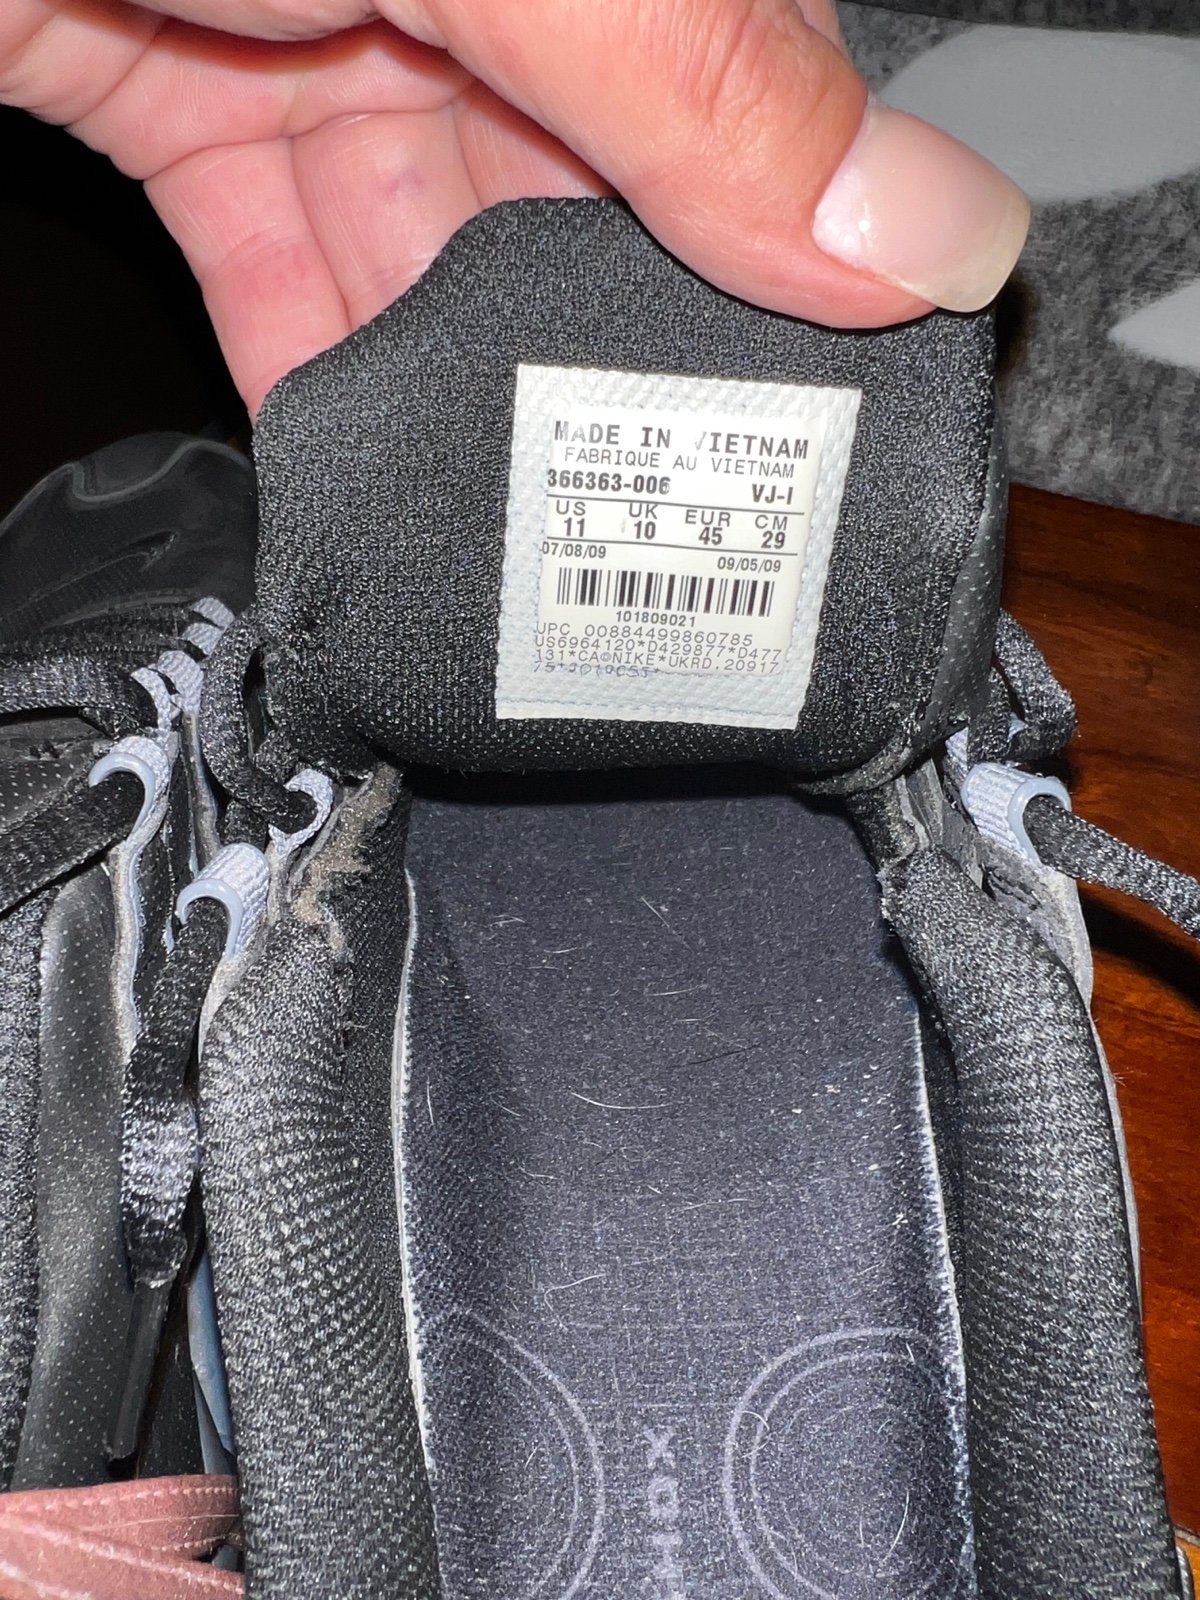 MADE IN VIETNAM
FABRIQUE AU VIETNAM
366363-006 VJ-I
US UK EUR CM
11 10 45 29
07/08/09 09/05/09
101809021
UPC 00884499860785
US6964120*D429877*D477
131*CA©NIKE*UKRD.20917
SHOX